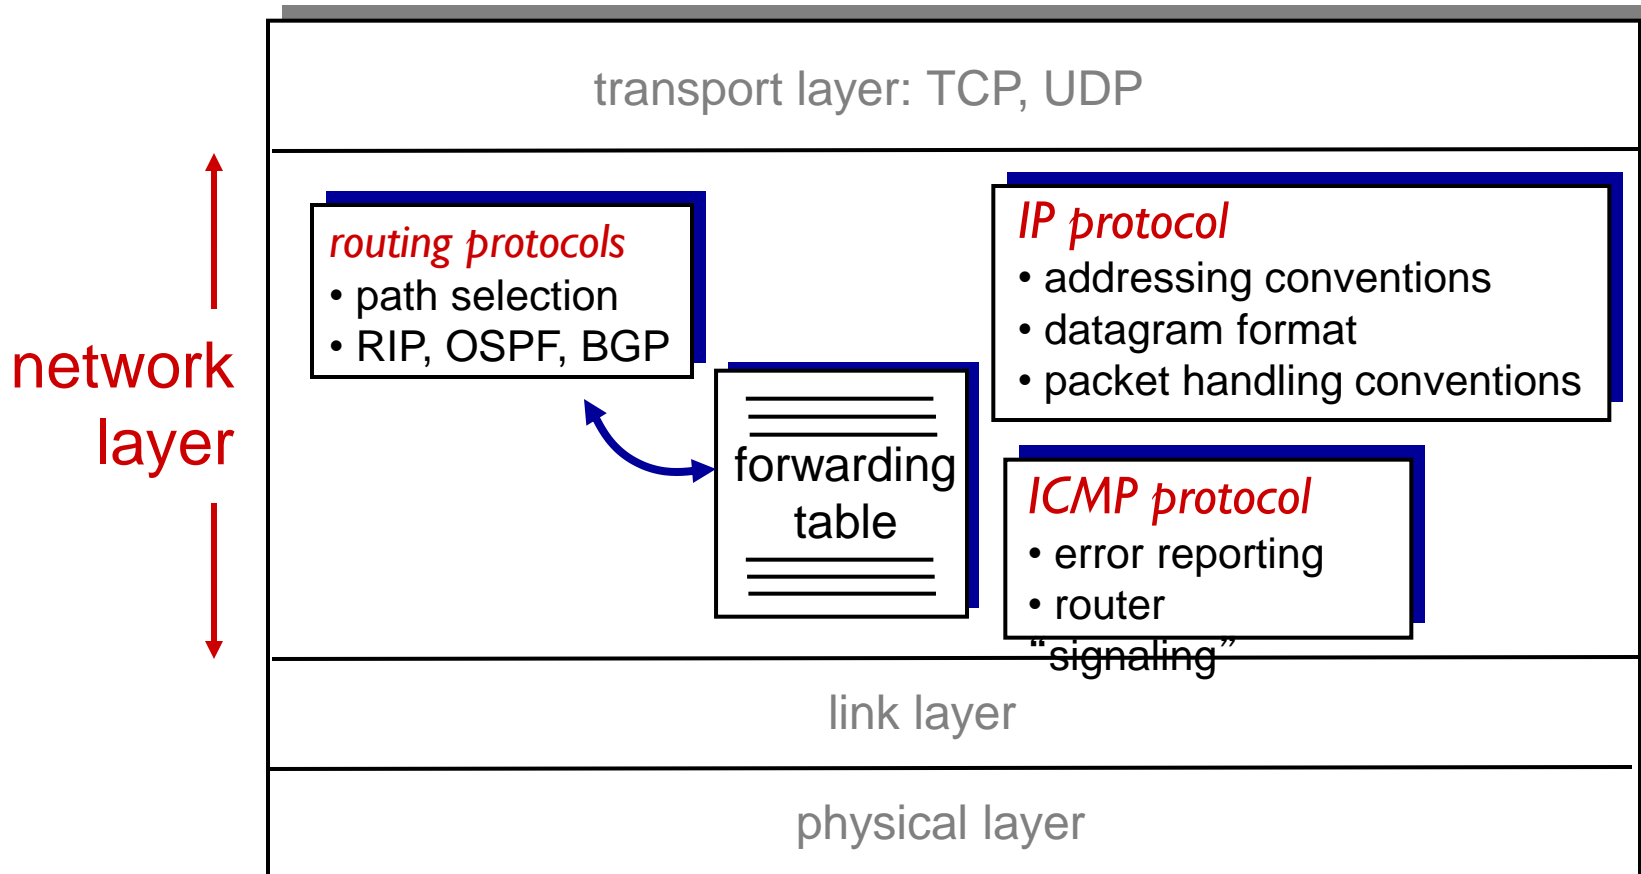 transport layer: TCP, UDP
network
layer
routing protocols
• path selection
• RIP, OSPF, BGP
forwarding
table
IP protocol
• addressing conventions
• datagram format
• packet handling conventions
ICMP protocol
• error reporting
• router
“signaling”
link layer
physical layer